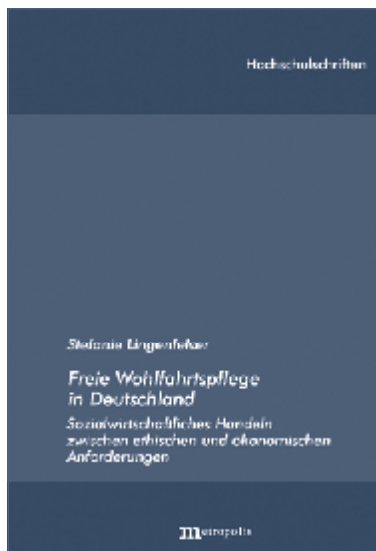 Hochschulschriften
Stefanie Lingenfelser
Freie Wohlfahrtspflege
in Deutschland
Sozialwirtschaftliches Handeln
zwischen ethischen und ökonomischen
Anforderungen
metropolis